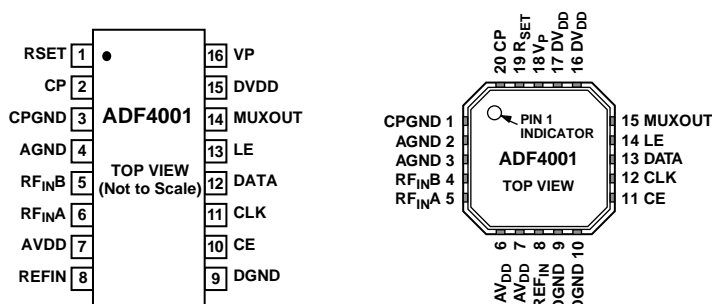 RSET 1
CP 2
CPGND 3
AGND 4
RFINB 5
RFINA 6
AVDD 7
REFIN 8
ADF4001
TOP VIEW
(Not to Scale)
16 VP
15 DVDD
14 MUXOUT
13 LE
12 DATA
11 CLK
10 CE
9 DGND
20 CP
19 RSET
18 VP
17 DVDD
16 DVDD
CPGND 1
AGND 2
AGND 3
RFINB 4
RFINA 5
PIN 1
INDICATOR
ADF4001
TOP VIEW
15 MUXOUT
14 LE
13 DATA
12 CLK
11 CE
AVDD 6
AVDD 7
REFIN 8
DGND 9
DGND 10